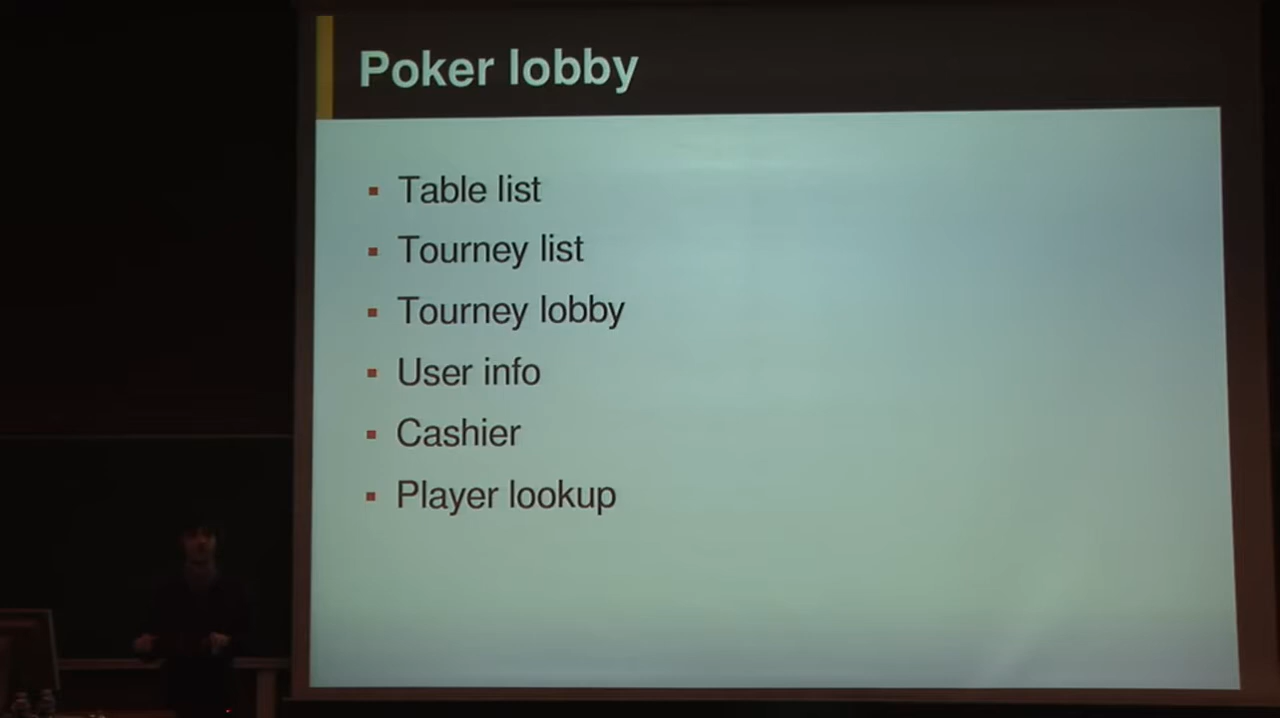 Poker lobby
Table list
Tourney list
Tourney lobby
User info
Cashier
Player lookup